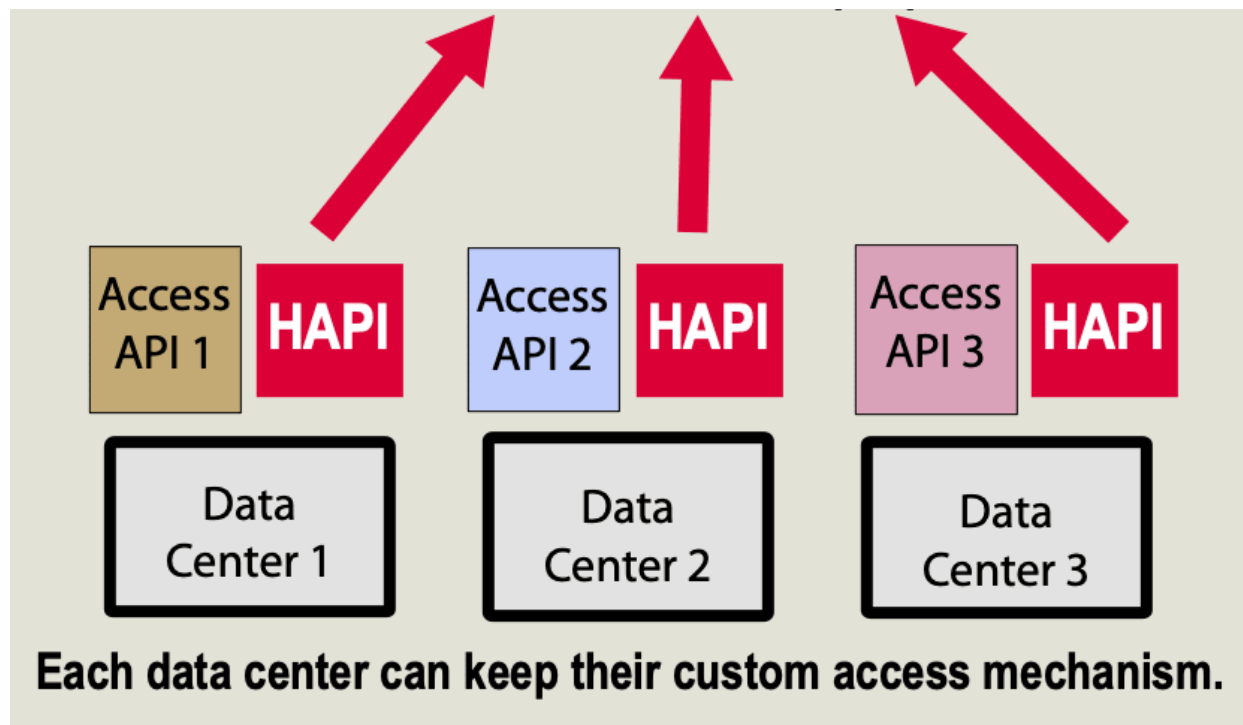 Access
API 1
HAPI
Access
API 2
HAPI
Access
API 3
HAPI
Data
Center 1
Data
Center 2
Data
Center 3
Each data center can keep their custom access mechanism.